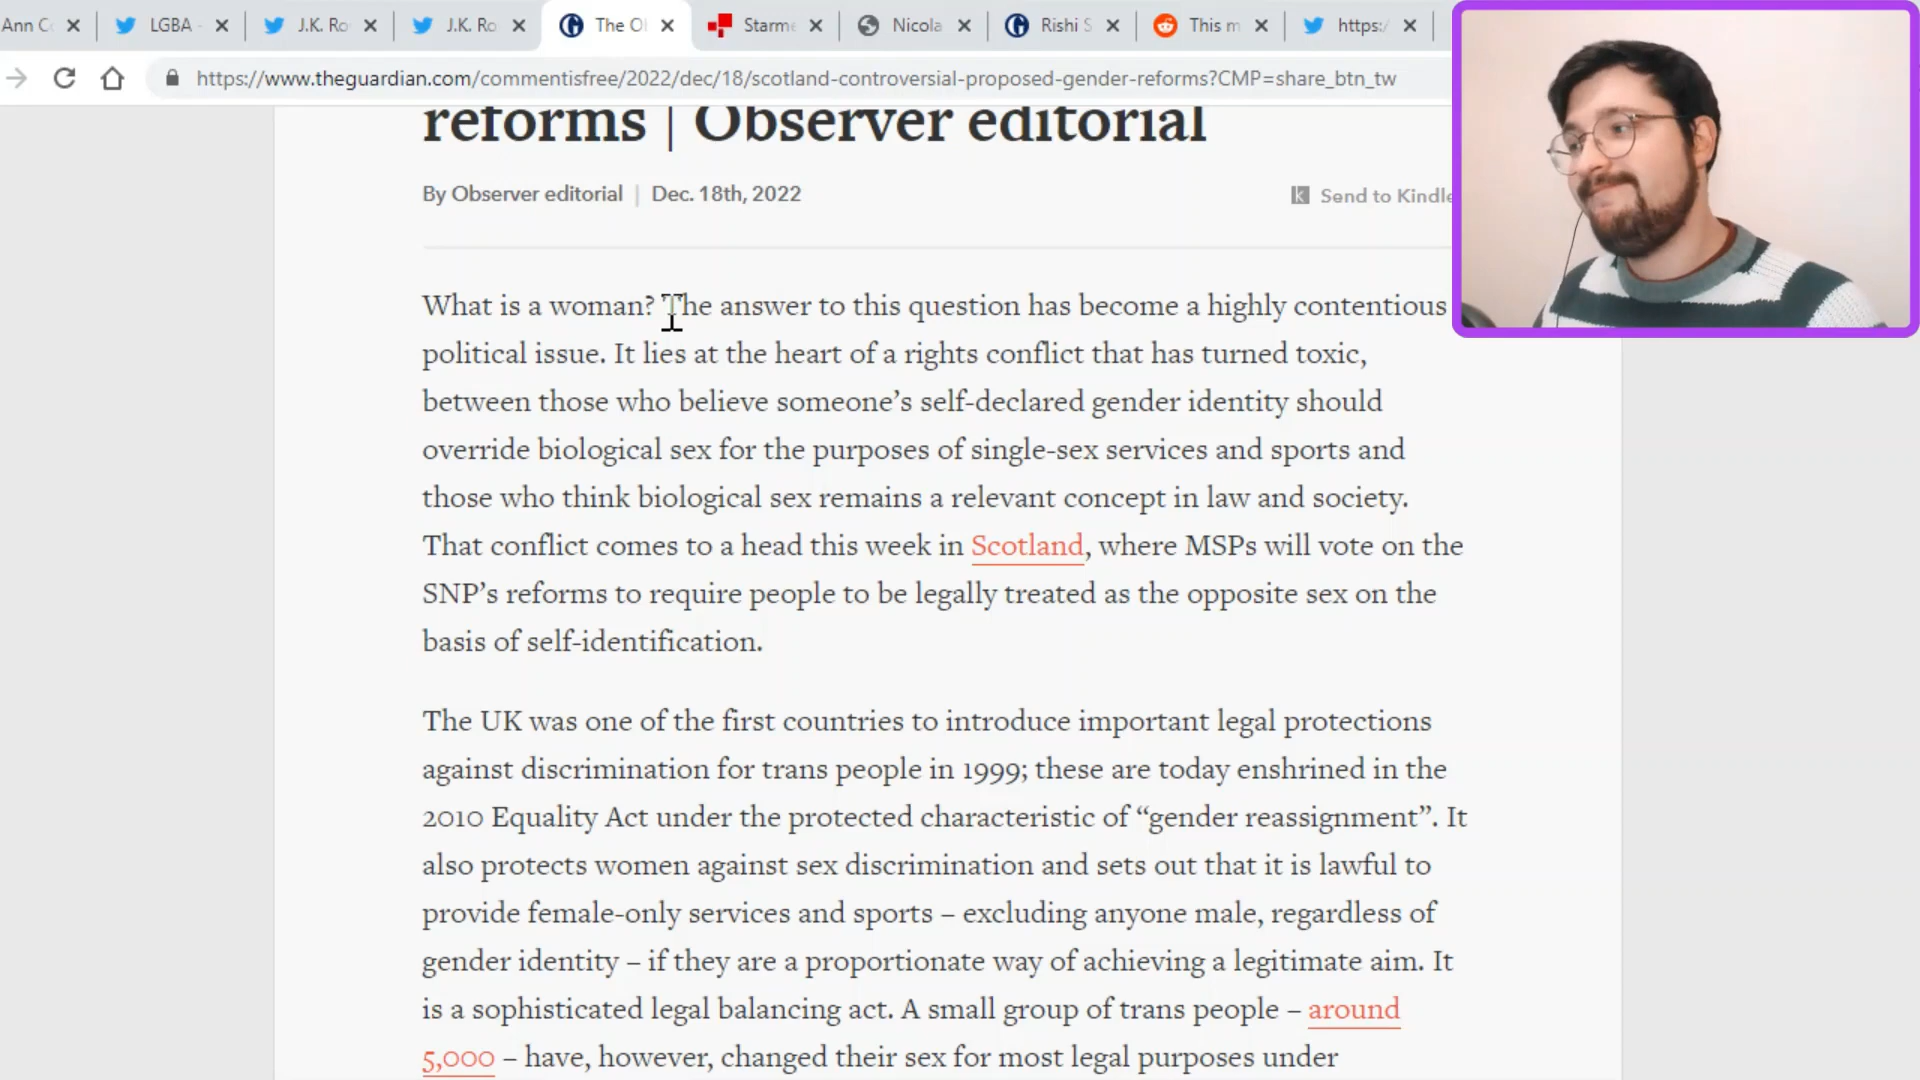 Ann C
LGBA -
J.K. Ro
J.K. Ro
The O
Starme
Nicola
Rishi S
This m
https:/
https://www.theguardian.com/commentisfree/2022/dec/18/scotland-controversial-proposed-gender-reforms?CMP=share_btn_tw
reforms | Observer editorial
By Observer editorial | Dec. 18th, 2022
Send to Kindle
What is a woman? The answer to this question has become a highly contentious
political issue. It lies at the heart of a rights conflict that has turned toxic,
between those who believe someone’s self-declared gender identity should
override biological sex for the purposes of single-sex services and sports and
those who think biological sex remains a relevant concept in law and society.
That conflict comes to a head this week in Scotland, where MSPs will vote on the
SNP’s reforms to require people to be legally treated as the opposite sex on the
basis of self-identification.
The UK was one of the first countries to introduce important legal protections
against discrimination for trans people in 1999; these are today enshrined in the
2010 Equality Act under the protected characteristic of “gender reassignment”. It
also protects women against sex discrimination and sets out that it is lawful to
provide female-only services and sports – excluding anyone male, regardless of
gender identity – if they are a proportionate way of achieving a legitimate aim. It
is a sophisticated legal balancing act. A small group of trans people – around
5,000 – have, however, changed their sex for most legal purposes under